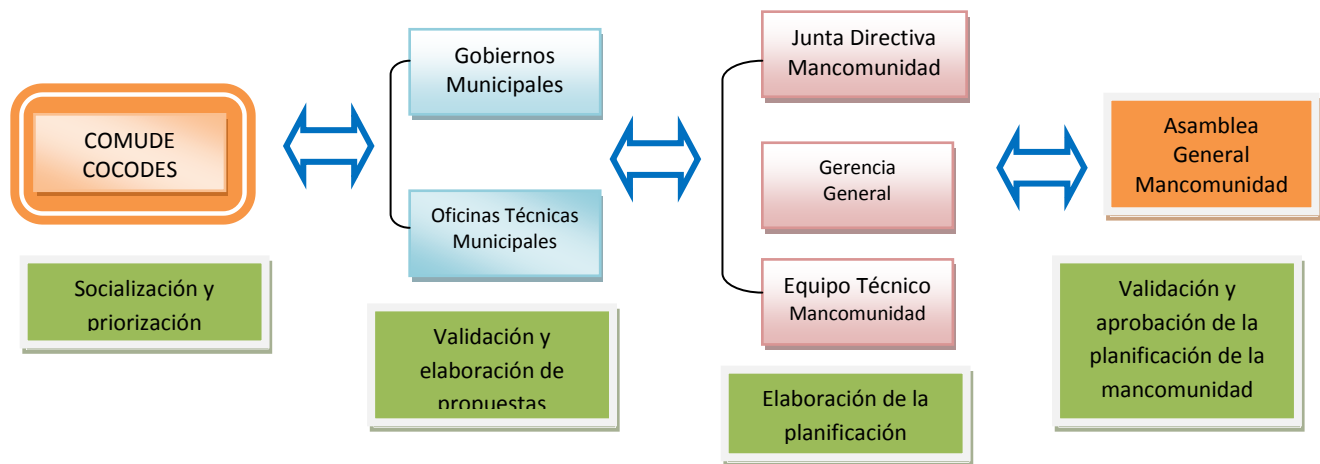 COMUDE
COCODES
Socialización y
priorización
Gobiernos
Municipales
Oficinas Técnicas
Municipales
Validación y
elaboración de
propuestas
Junta Directiva
Mancomunidad
Gerencia
General
Equipo Técnico
Mancomunidad
Elaboración de la
planificación
Asamblea
General
Mancomunidad
Validación y
aprobación de la
planificación de la
mancomunidad